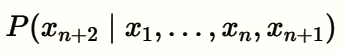 P(x_{n+2} | x_1, . . . , x_n, x_{n+1})